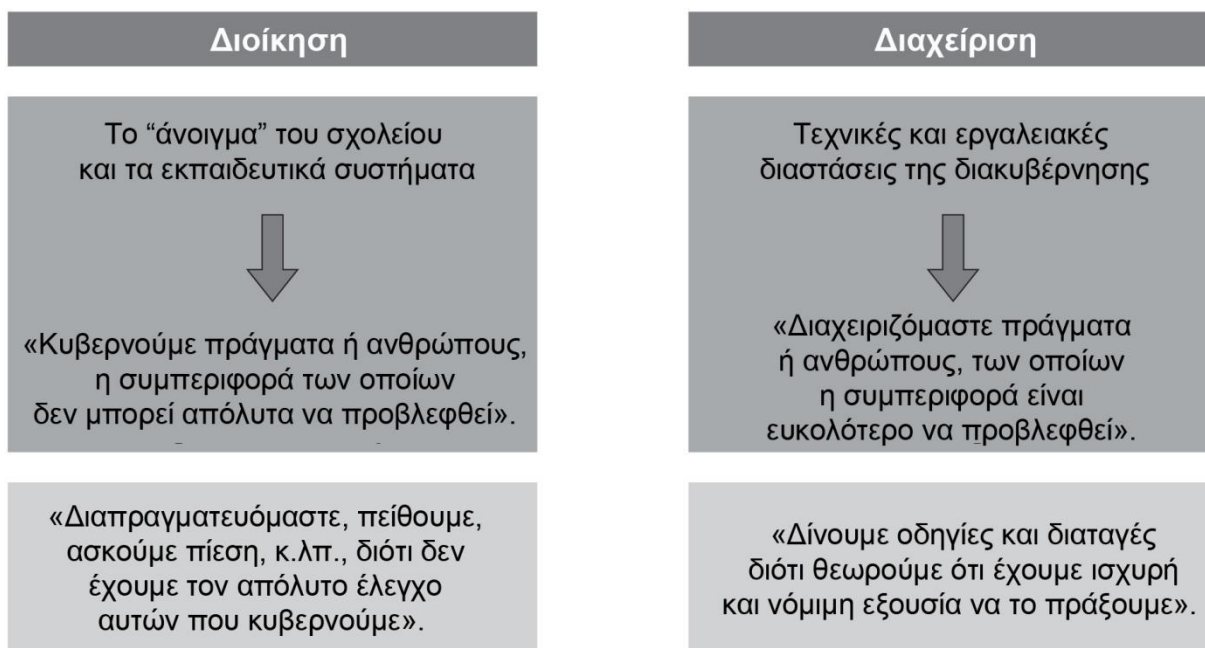 Διοίκηση
Το “άνοιγμα” του σχολείου
και τα εκπαιδευτικά συστήματα
«Κυβερνούμε πράγματα ή ανθρώπους,
η συμπεριφορά των οποίων
δεν μπορεί απόλυτα να προβλεφθεί».
«Διαπραγματευόμαστε, πείθουμε,
ασκούμε πίεση, κ.λπ., διότι δεν
έχουμε τον απόλυτο έλεγχο
αυτών που κυβερνούμε».
Διαχείριση
Τεχνικές και εργαλειακές
διαστάσεις της διακυβέρνησης
«Διαχειριζόμαστε πράγματα
ή ανθρώπους, των οποίων
η συμπεριφορά είναι
ευκολότερο να προβλεφθεί».
«Δίνουμε οδηγίες και διαταγές
διότι θεωρούμε ότι έχουμε ισχυρή
και νόμιμη εξουσία να το πράξουμε».